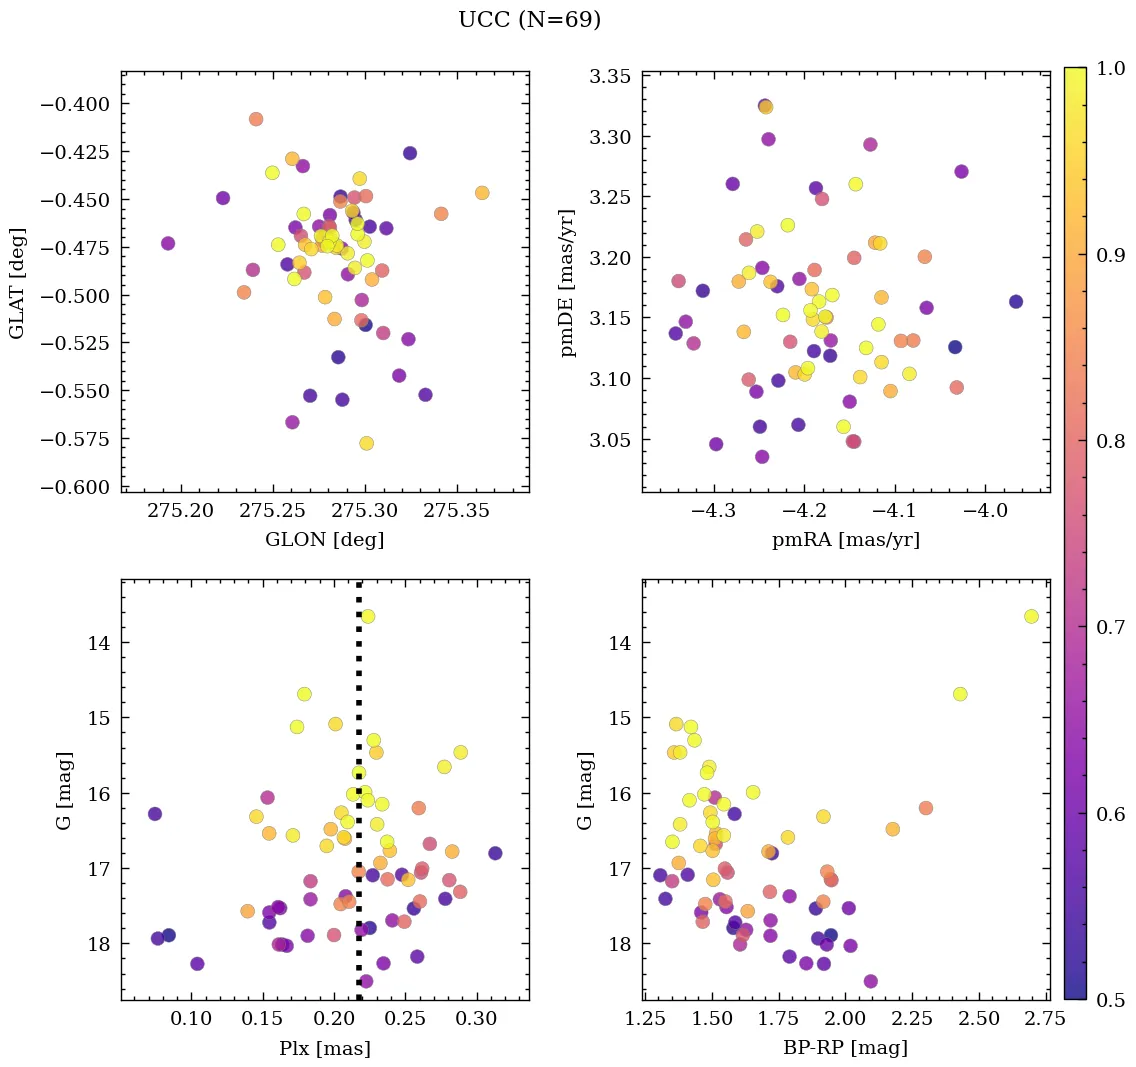 UCC (N=69)
−0.400
−0.425
−0.450
−0.475
−0.500
−0.525
−0.550
−0.575
−0.600
GLAT [deg]
275.20 275.25 275.30 275.35
GLON [deg]
3.35
3.30
3.25
3.20
3.15
3.10
3.05
pmDE [mas/yr]
−4.3 −4.2 −4.1 −4.0
pmRA [mas/yr]
14
15
16
17
18
G [mag]
0.10 0.15 0.20 0.25 0.30
Plx [mas]
14
15
16
17
18
G [mag]
1.25 1.50 1.75 2.00 2.25 2.50 2.75
BP-RP [mag]
1.0
0.9
0.8
0.7
0.6
0.5